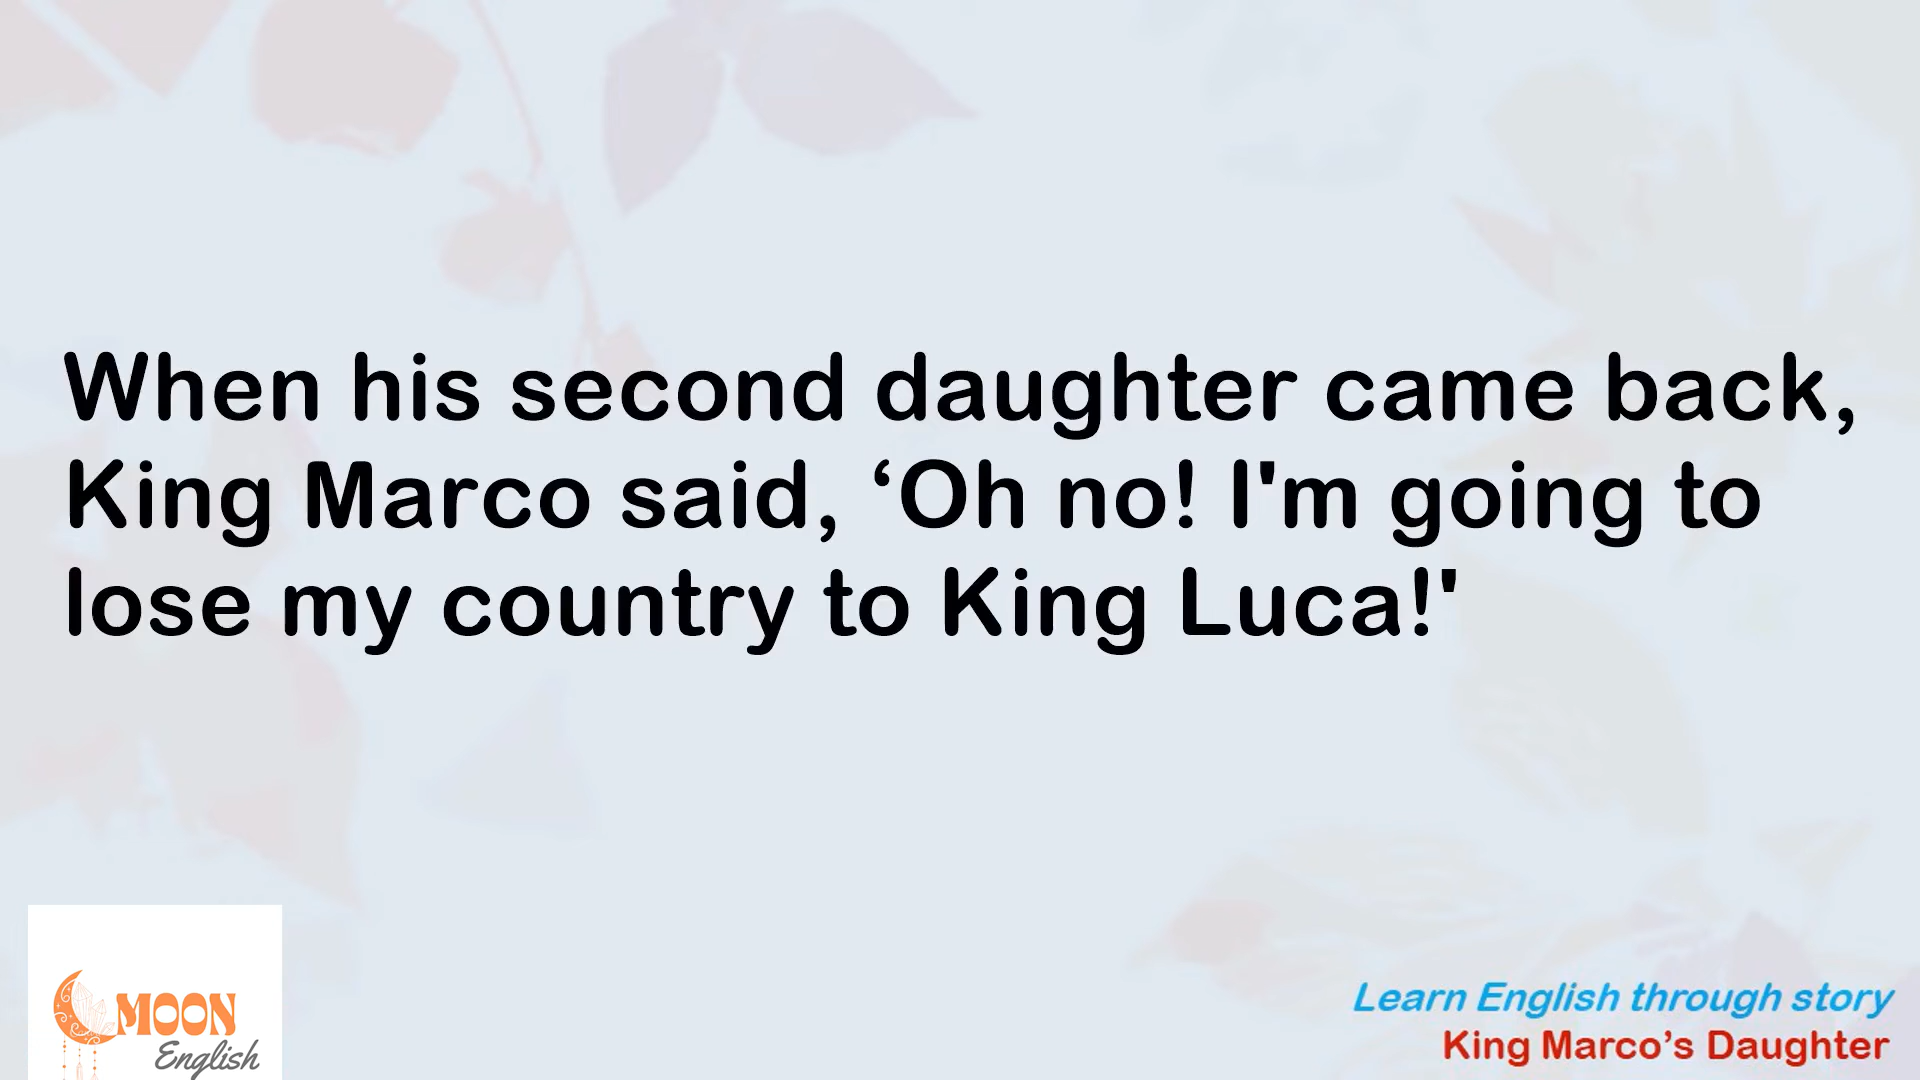 When his second daughter came back,
King Marco said, ‘Oh no! I'm going to
lose my country to King Luca!'
MOON
English
Learn English through story
King Marco’s Daughter